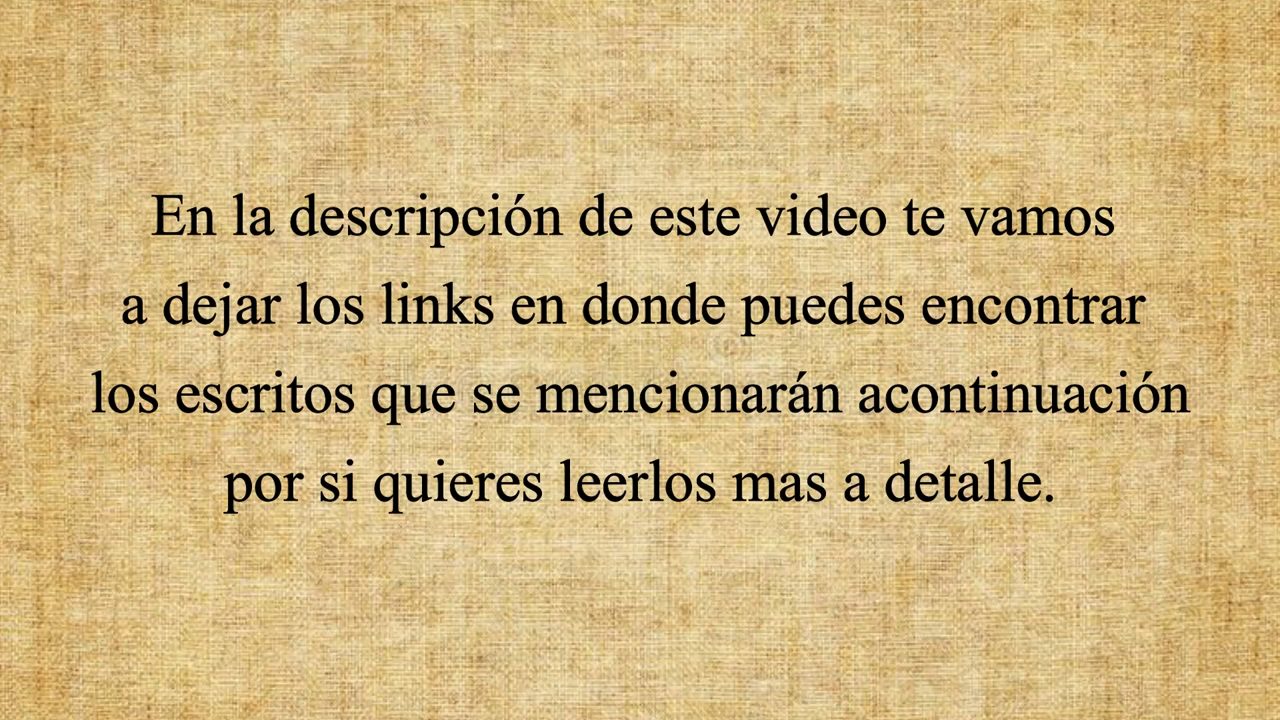 En la descripción de este video te vamos
a dejar los links en donde puedes encontrar
los escritos que se mencionarán acontinuación
por si quieres leerlos mas a detalle.